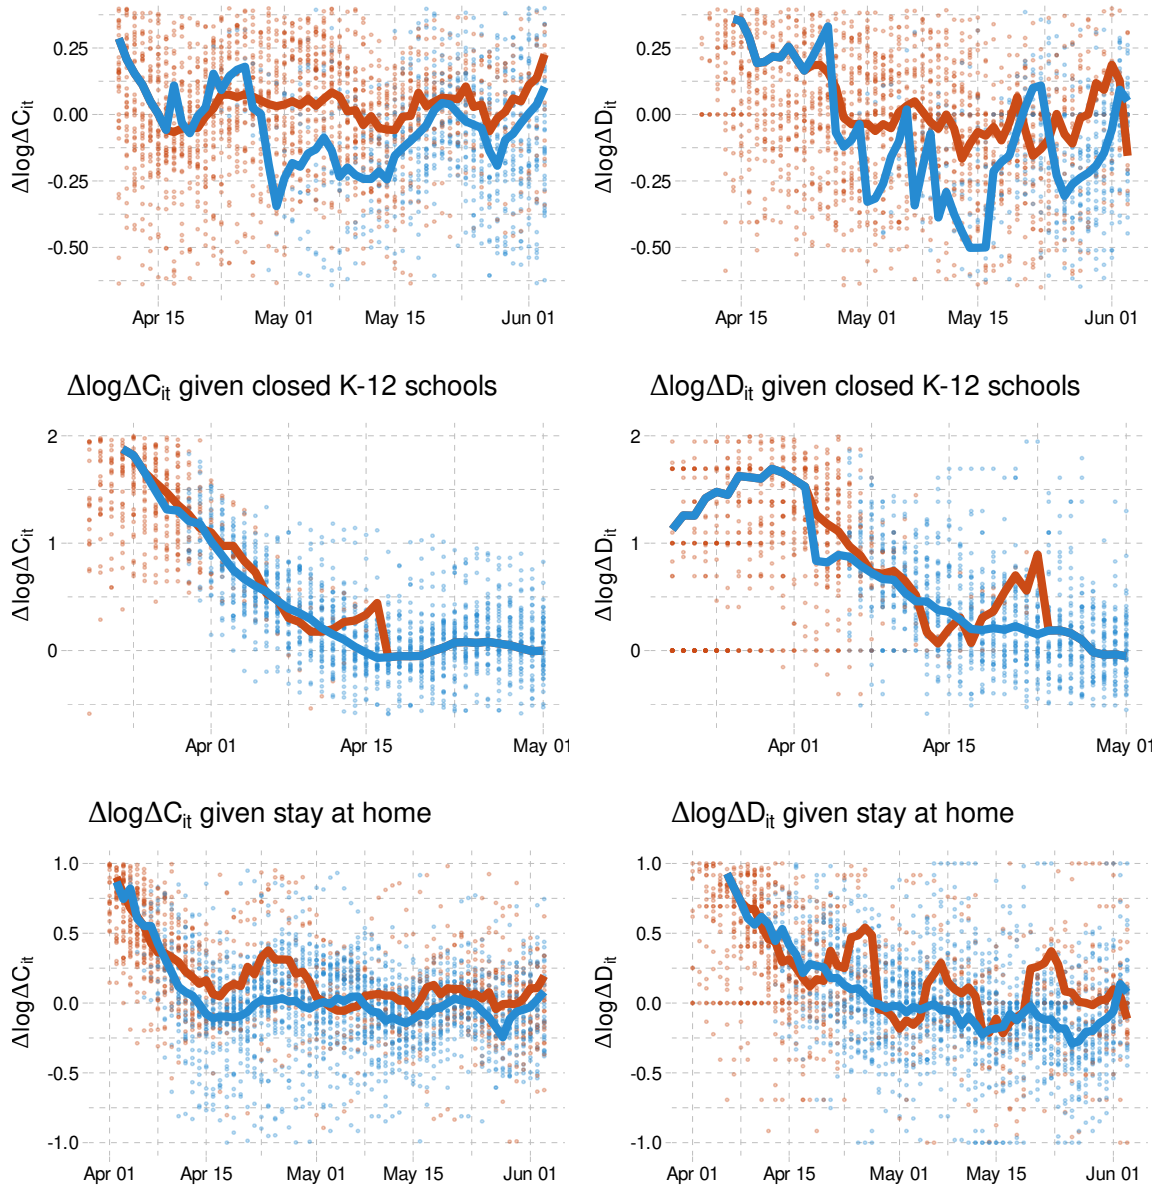 0.25
0.00
-0.25
-0.50
ΔlogΔC_it
Apr 15 May 01 May 15 Jun 01
0.25
0.00
-0.25
-0.50
ΔlogΔD_it
Apr 15 May 01 May 15 Jun 01
ΔlogΔC_it given closed K-12 schools
2
1
0
ΔlogΔC_it
Apr 01 Apr 15 May 01
ΔlogΔD_it given closed K-12 schools
2
1
0
ΔlogΔD_it
Apr 01 Apr 15 May 01
ΔlogΔC_it given stay at home
1.0
0.5
0.0
-0.5
-1.0
ΔlogΔC_it
Apr 01 Apr 15 May 01 May 15 Jun 01
ΔlogΔD_it given stay at home
1.0
0.5
0.0
-0.5
-1.0
ΔlogΔD_it
Apr 01 Apr 15 May 01 May 15 Jun 01